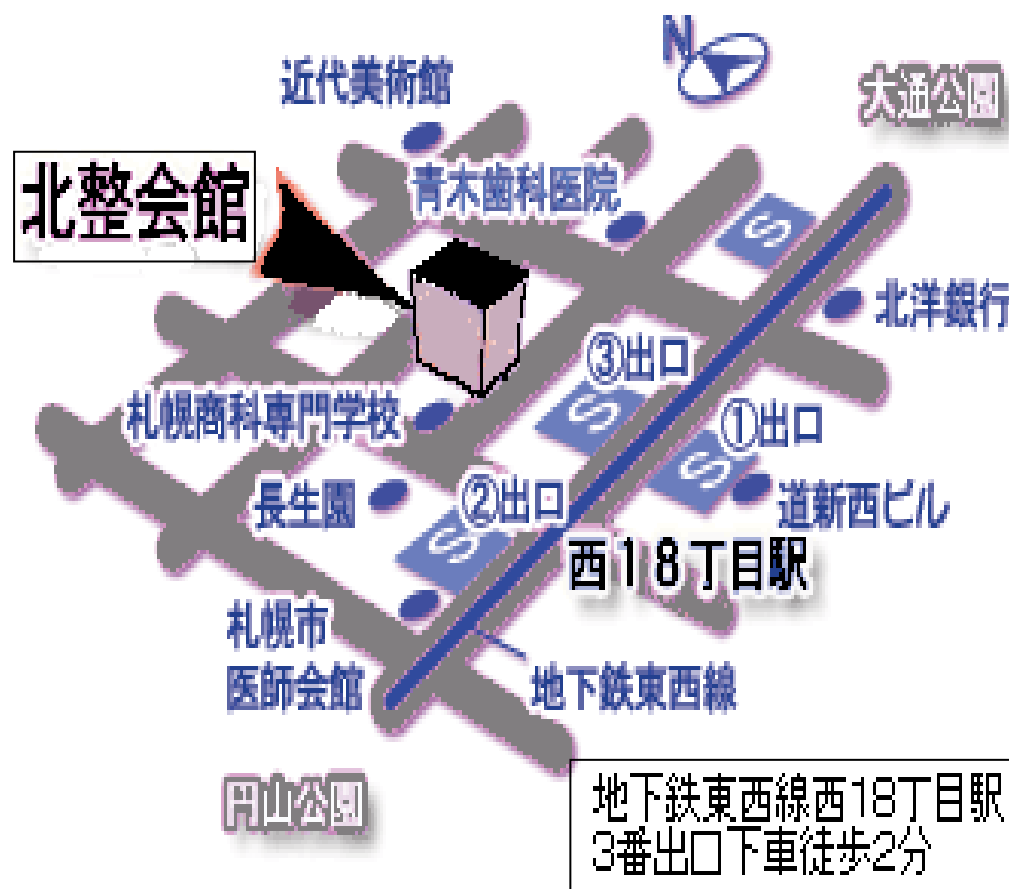 N
近代美術館
大通公園
北整会館
青木歯科医院
S
北洋銀行
③出口
S
札幌商科専門学校
①出口
S
長生園
②出口
道新西ビル
S
西18丁目駅
札幌市
医師会館
地下鉄東西線
円山公園
地下鉄東西線西18丁目駅
3番出口下車徒歩2分